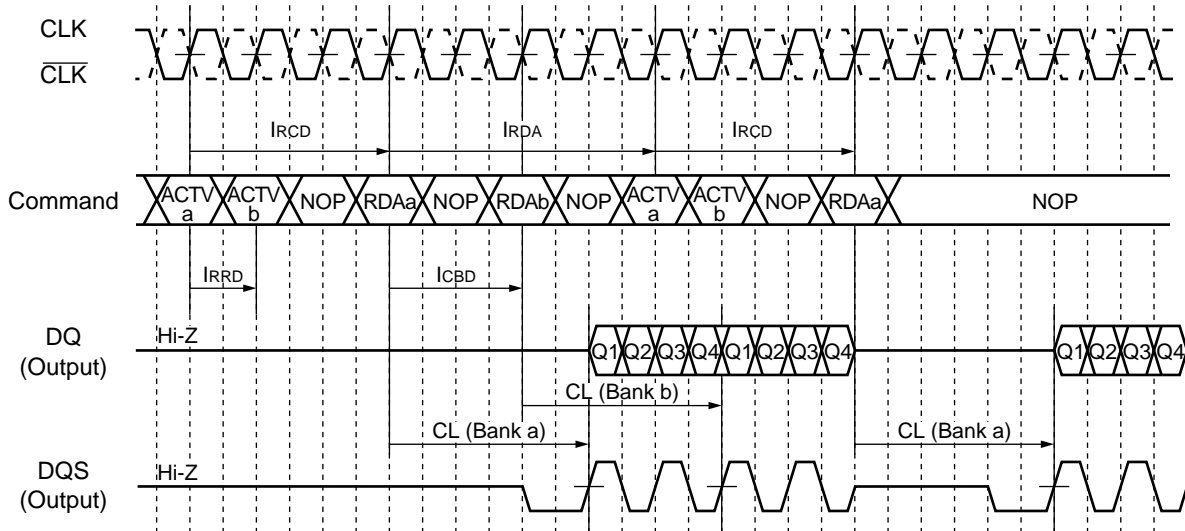 CLK
CLK
IRCD IRDA IRCD
Command ACTV a ACTV b NOP RDAa NOP RDAb NOP ACTV a ACTV b NOP RDAa NOP
IRRD ICBD
DQ (Output) Hi-Z Q1 Q2 Q3 Q4 Q1 Q2 Q3 Q4 Q1 Q2 Q3 Q4
CL (Bank b)
CL (Bank a) CL (Bank a)
DQS (Output) Hi-Z